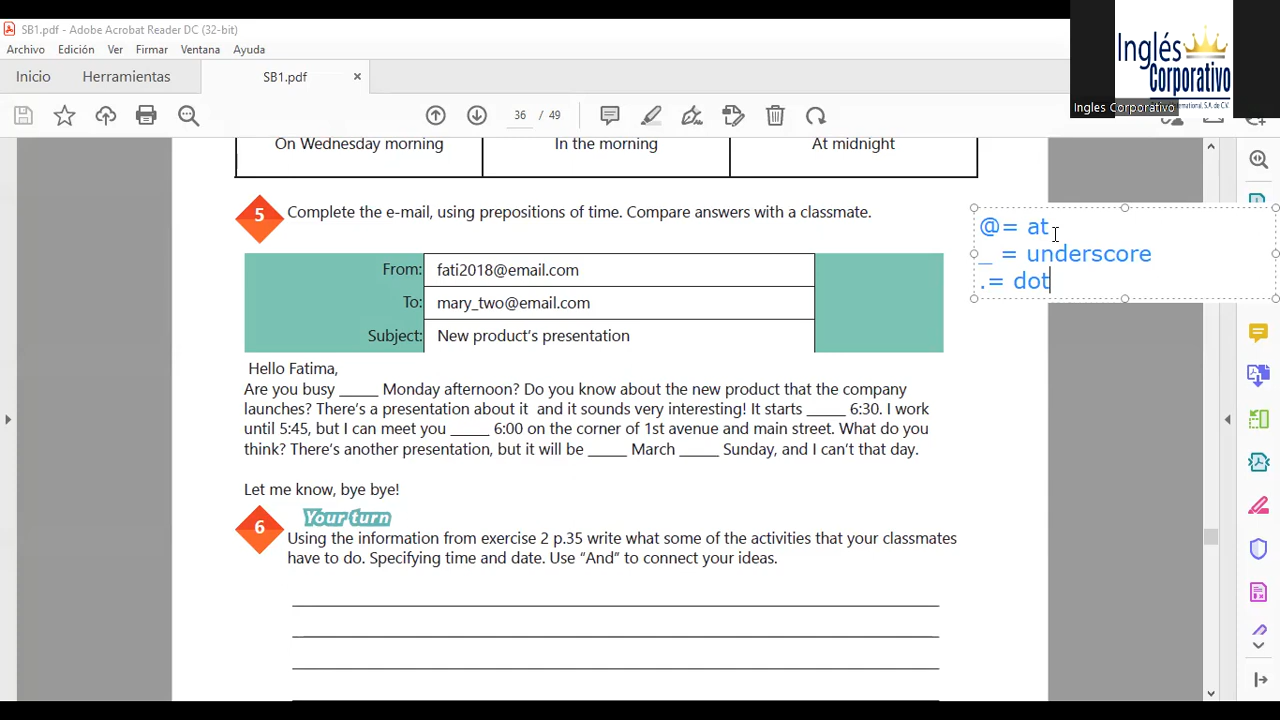 SB1.pdf - Adobe Acrobat Reader DC (32-bit)
Archivo Edición Ver Firmar Ventana Ayuda
Inicio Herramientas SB1.pdf ×
36 / 49
Inglés
Corporativo
Internacional, S.A. de C.V.
Ingles Corporativo
On Wednesday morning In the morning At midnight
5 Complete the e-mail, using prepositions of time. Compare answers with a classmate.
@= at
_ = underscore
.= dot
From: fati2018@email.com
To: mary_two@email.com
Subject: New product's presentation
Hello Fatima,
Are you busy _____ Monday afternoon? Do you know about the new product that the company
launches? There's a presentation about it and it sounds very interesting! It starts _____ 6:30. I work
until 5:45, but I can meet you _____ 6:00 on the corner of 1st avenue and main street. What do you
think? There's another presentation, but it will be _____ March _____ Sunday, and I can't that day.
Let me know, bye bye!
6 Your turn
Using the information from exercise 2 p.35 write what some of the activities that your classmates
have to do. Specifying time and date. Use “And” to connect your ideas.